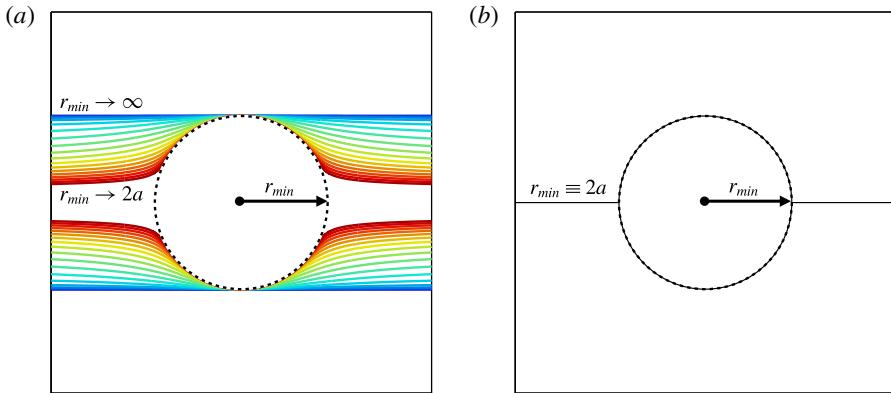 (a)
r_min → ∞
r_min → 2a
r_min
(b)
r_min ≡ 2a
r_min